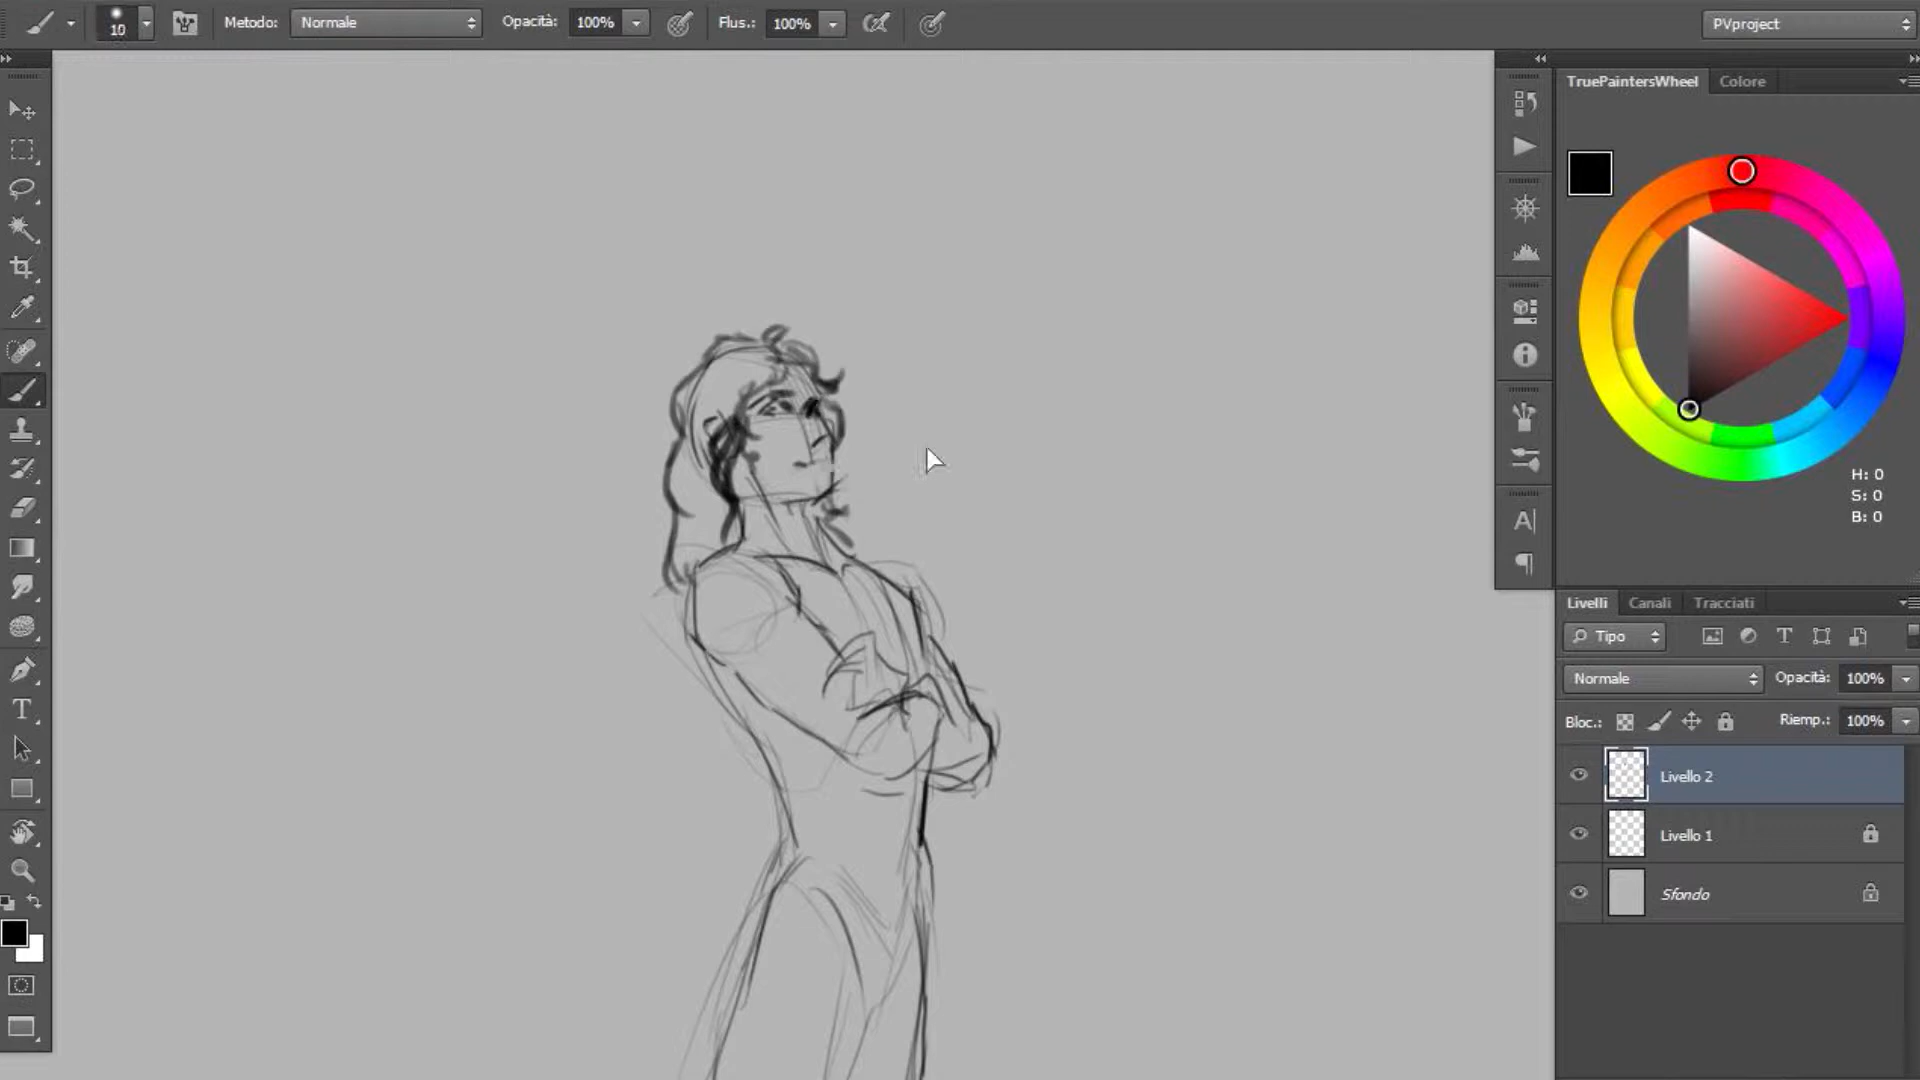 10
Metodo: Normale
Opacità: 100%
Flus.: 100%
PVproject
TruePaintersWheel
Colore
H: 0
S: 0
B: 0
Livelli
Canali
Tracciati
Tipo
Normale
Opacità: 100%
Bloc.:
Riemp.: 100%
Livello 2
Livello 1
Sfondo